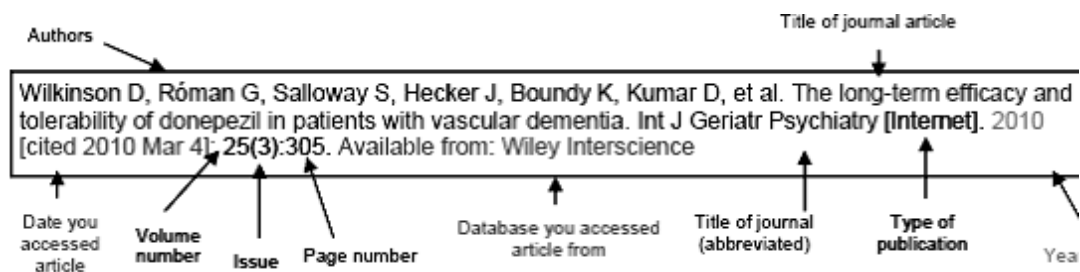 Title of journal article
Authors
Wilkinson D, Róman G, Salloway S, Hecker J, Boundy K, Kumar D, et al. The long-term efficacy and
tolerability of donepezil in patients with vascular dementia. Int J Geriatr Psychiatry [Internet]. 2010
[cited 2010 Mar 4]; 25(3):305. Available from: Wiley Interscience
Date you
accessed
article
Volume
number
Issue
Page number
Database you accessed
article from
Title of journal
(abbreviated)
Type of
publication
Year